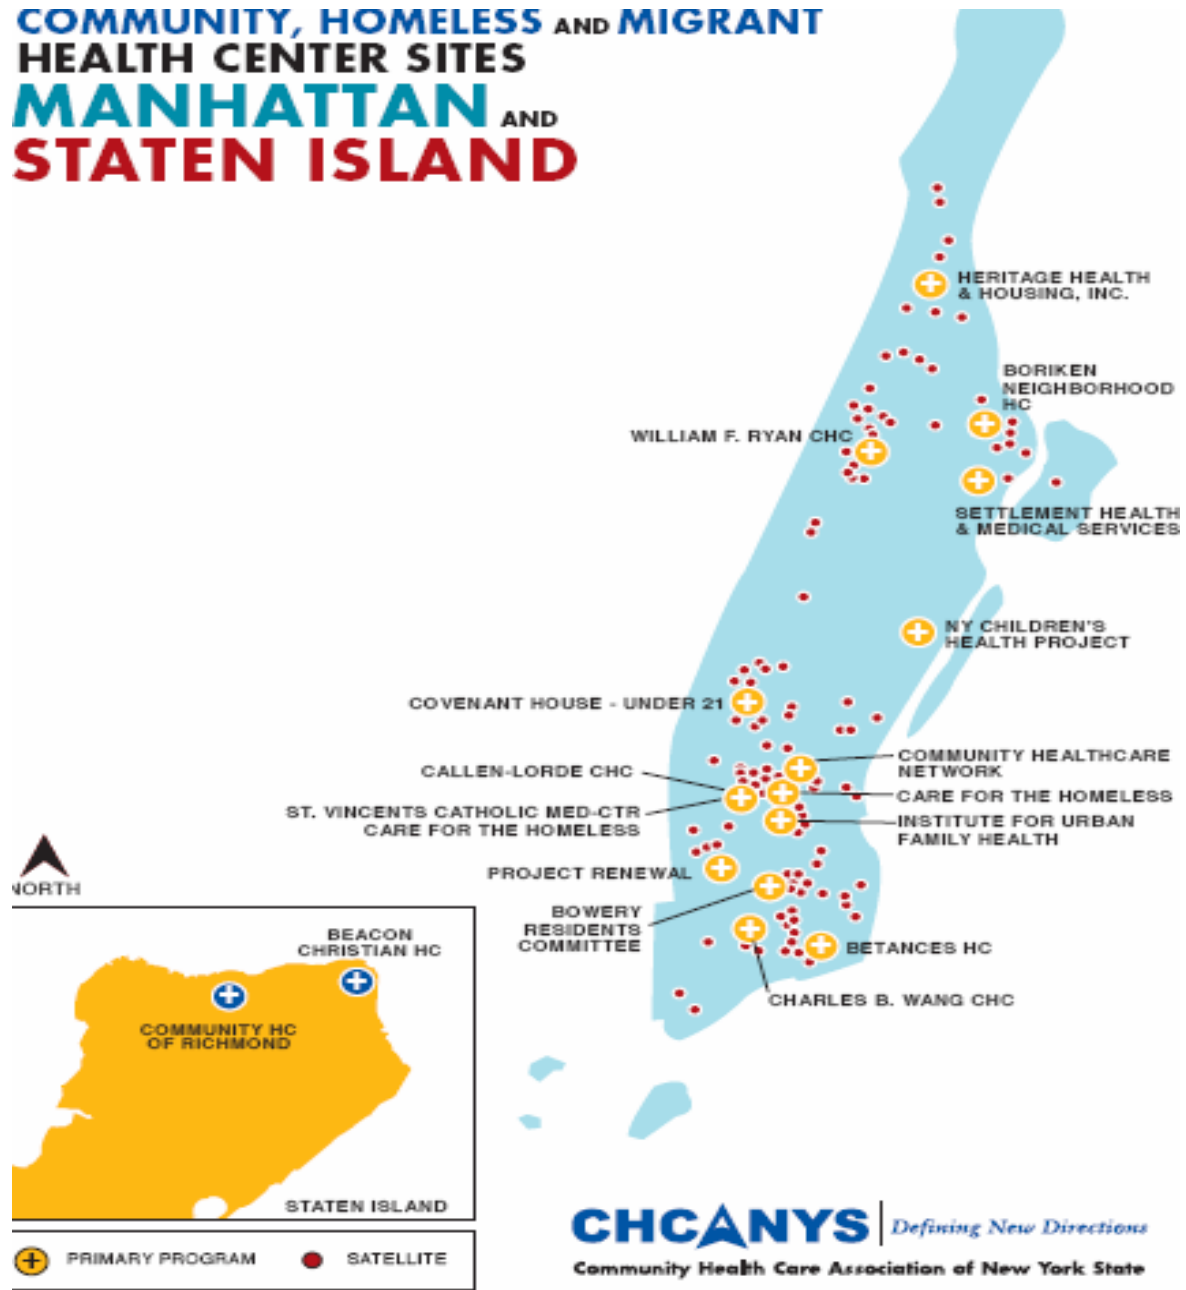 COMMUNITY, HOMELESS AND MIGRANT
HEALTH CENTER SITES
MANHATTAN AND
STATEN ISLAND
HERITAGE HEALTH
& HOUSING, INC.
BORIKEN
NEIGHBORHOOD
HC
WILLIAM F. RYAN CHC
SETTLEMENT HEALTH
& MEDICAL SERVICES
NY CHILDREN'S
HEALTH PROJECT
COVENANT HOUSE - UNDER 21
COMMUNITY HEALTHCARE
NETWORK
CALLEN-LORDE CHC
CARE FOR THE HOMELESS
ST. VINCENTS CATHOLIC MED-CTR
CARE FOR THE HOMELESS
INSTITUTE FOR URBAN
FAMILY HEALTH
PROJECT RENEWAL
BOWERY
RESIDENTS
COMMITTEE
BETANCES HC
CHARLES B. WANG CHC
NORTH
BEACON
CHRISTIAN HC
COMMUNITY HC
OF RICHMOND
STATEN ISLAND
PRIMARY PROGRAM
SATELLITE
CHCANYS Defining New Directions
Community Health Care Association of New York State